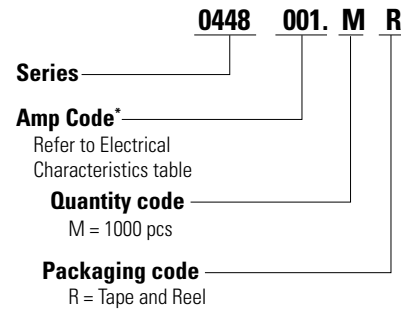 0448 001. M R
Series
Amp Code*
Refer to Electrical
Characteristics table
Quantity code
M = 1000 pcs
Packaging code
R = Tape and Reel